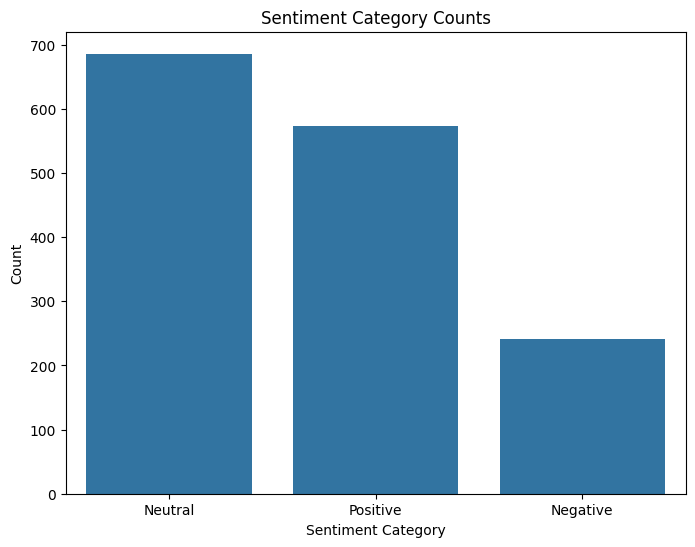 Sentiment Category Counts
700
600
500
400
300
200
100
0
Count
Neutral
Positive
Negative
Sentiment Category